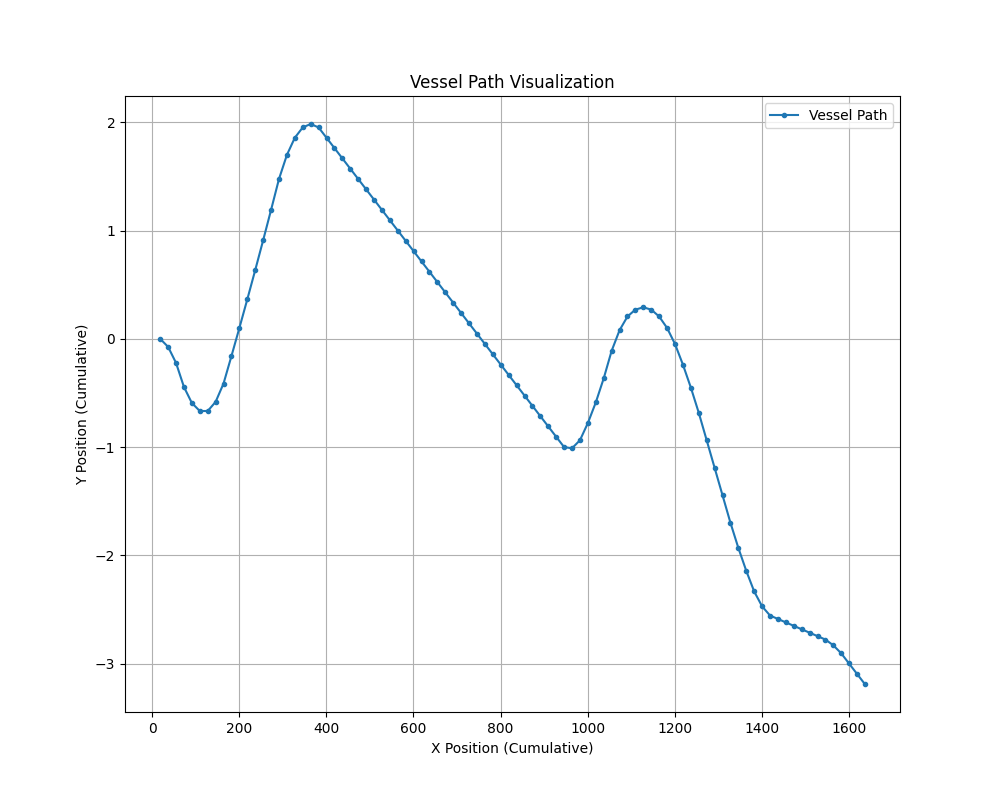 Vessel Path Visualization
Vessel Path
Y Position (Cumulative)
2
1
0
−1
−2
−3
0 200 400 600 800 1000 1200 1400 1600
X Position (Cumulative)